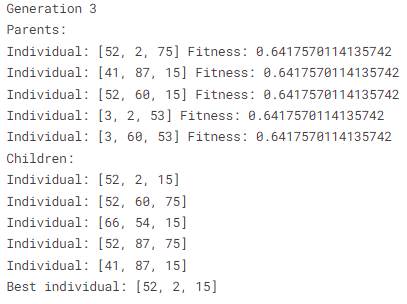 Generation 3
Parents:
Individual: [52, 2, 75] Fitness: 0.6417570114135742
Individual: [41, 87, 15] Fitness: 0.6417570114135742
Individual: [52, 60, 15] Fitness: 0.6417570114135742
Individual: [3, 2, 53] Fitness: 0.6417570114135742
Individual: [3, 60, 53] Fitness: 0.6417570114135742
Children:
Individual: [52, 2, 15]
Individual: [52, 60, 75]
Individual: [66, 54, 15]
Individual: [52, 87, 75]
Individual: [41, 87, 15]
Best individual: [52, 2, 15]